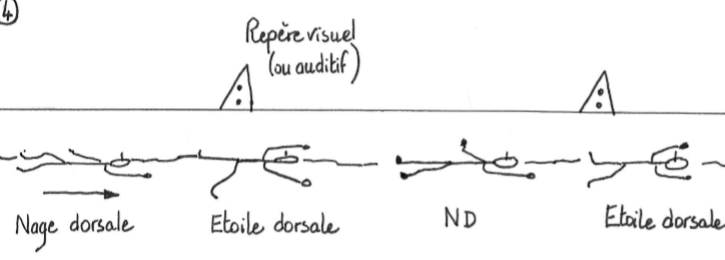 4
Repère visuel
(ou auditif)
Nage dorsale
Etoile dorsale
ND
Etoile dorsale